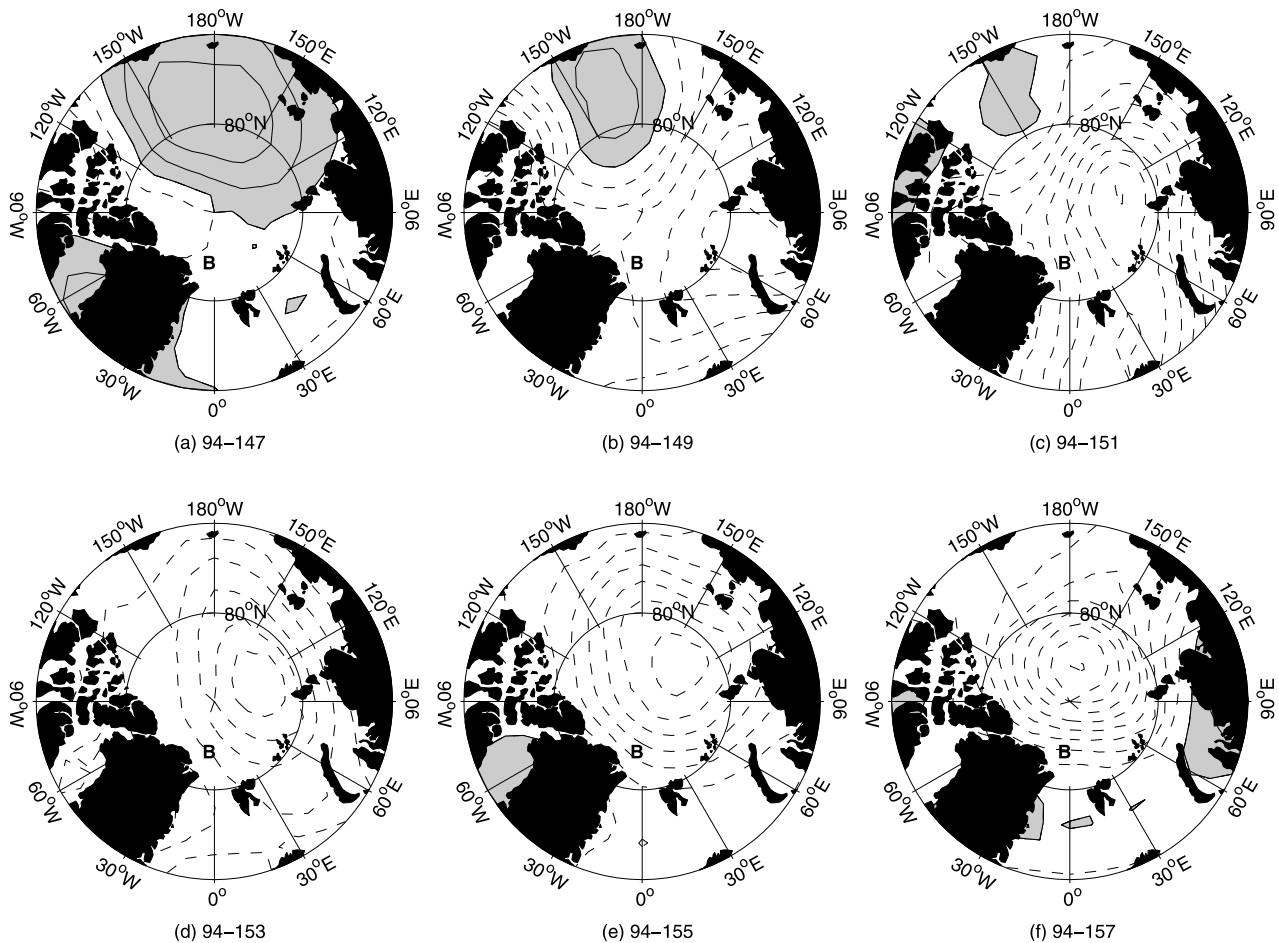 180°W
150°W
150°E
120°W
120°E
80°N
90°W
90°E
B
60°W
60°E
30°W
30°E
0°
(a) 94–147
180°W
150°W
150°E
120°W
120°E
80°N
90°W
90°E
B
60°W
60°E
30°W
30°E
0°
(b) 94–149
180°W
150°W
150°E
120°W
120°E
80°N
90°W
90°E
B
60°W
60°E
30°W
30°E
0°
(c) 94–151
180°W
150°W
150°E
120°W
120°E
80°N
90°W
90°E
B
60°W
60°E
30°W
30°E
0°
(d) 94–153
180°W
150°W
150°E
120°W
120°E
80°N
90°W
90°E
B
60°W
60°E
30°W
30°E
0°
(e) 94–155
180°W
150°W
150°E
120°W
120°E
80°N
90°W
90°E
B
60°W
60°E
30°W
30°E
0°
(f) 94–157